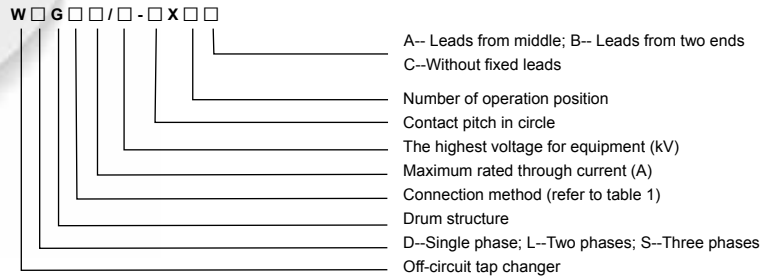 W □ G □ □ / □ - □ X □ □
A-- Leads from middle; B-- Leads from two ends
C--Without fixed leads
Number of operation position
Contact pitch in circle
The highest voltage for equipment (kV)
Maximum rated through current (A)
Connection method (refer to table 1)
Drum structure
D--Single phase; L--Two phases; S--Three phases
Off-circuit tap changer